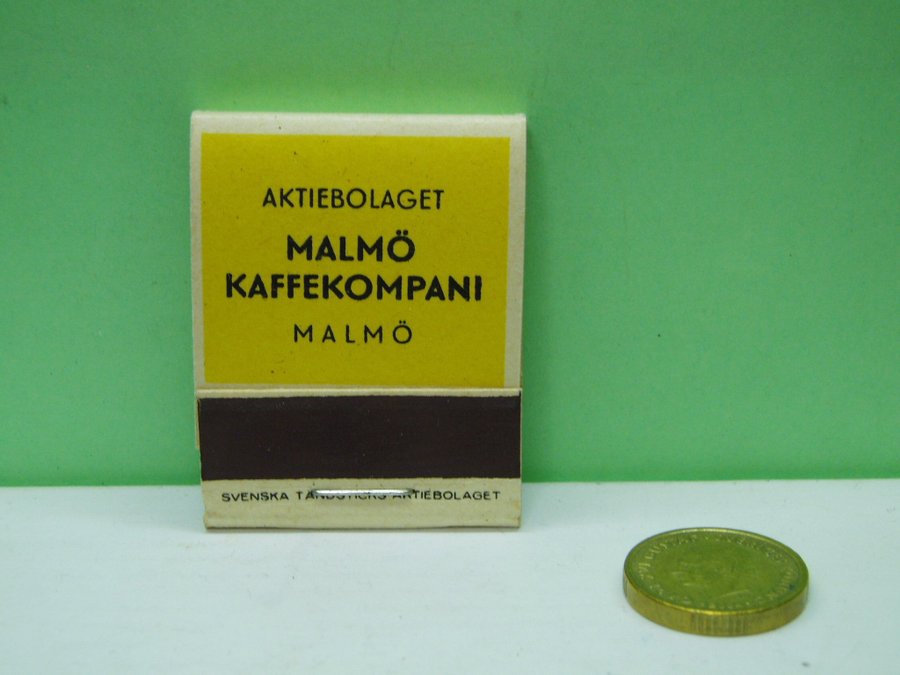 AKTIEBOLAGET
MALMÖ
KAFFEKOMPANI
MALMÖ
SVENSKA TÄNDSTICKS AKTIEBOLAGET